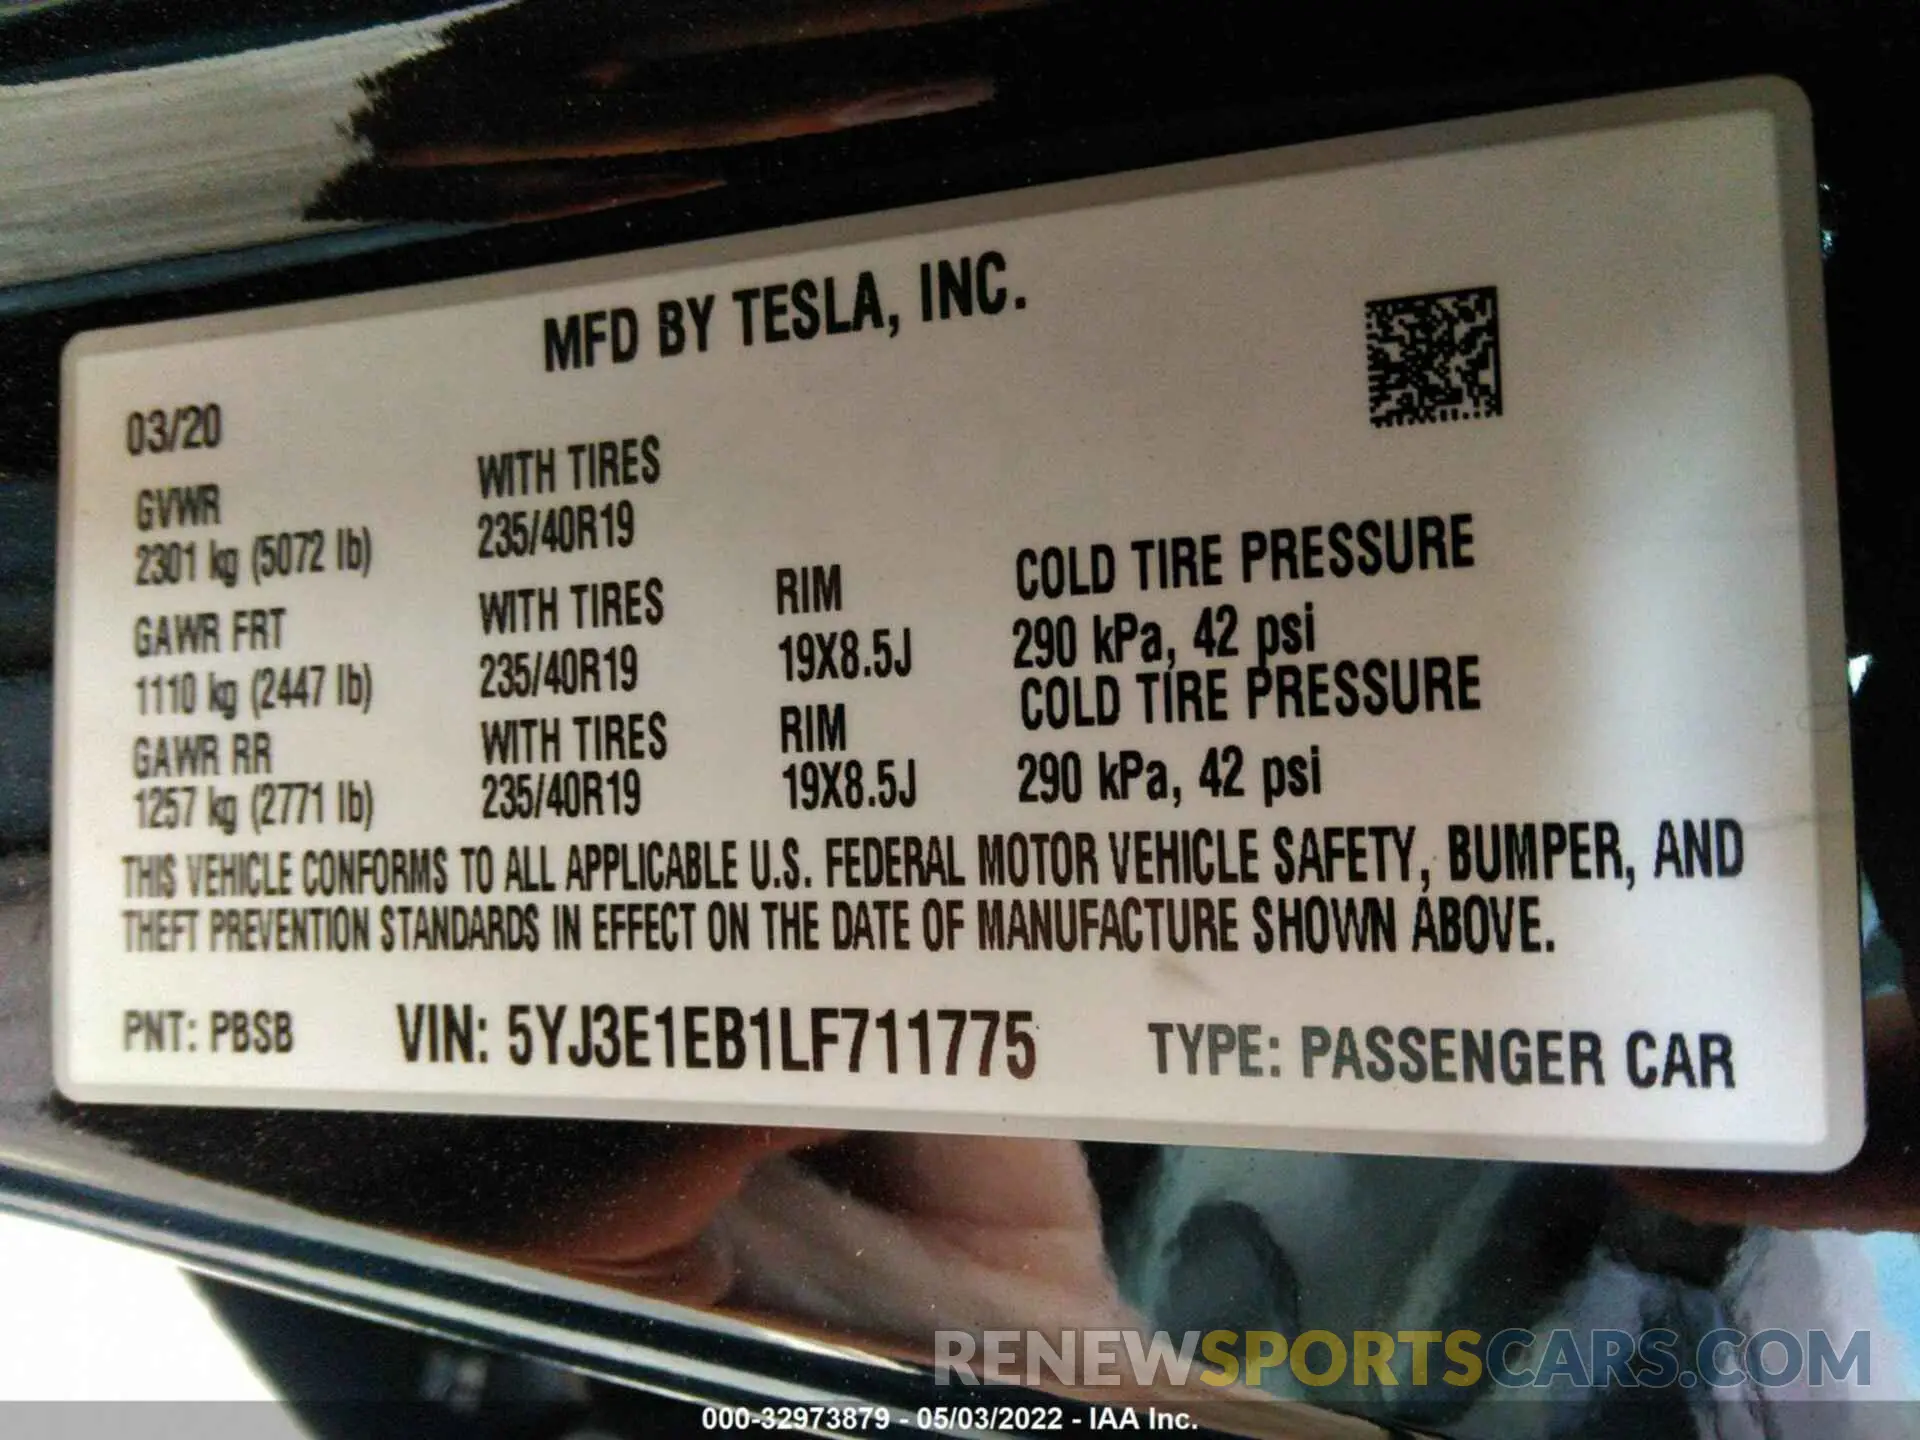 MFD BY TESLA, INC.
03/20
GVWR
2301 kg (5072 lb)
WITH TIRES
235/40R19
GAWR FRT
1110 kg (2447 lb)
WITH TIRES
235/40R19
RIM
19X8.5J
COLD TIRE PRESSURE
290 kPa, 42 psi
GAWR RR
1257 kg (2771 lb)
WITH TIRES
235/40R19
RIM
19X8.5J
COLD TIRE PRESSURE
290 kPa, 42 psi
THIS VEHICLE CONFORMS TO ALL APPLICABLE U.S. FEDERAL MOTOR VEHICLE SAFETY, BUMPER, AND
THEFT PREVENTION STANDARDS IN EFFECT ON THE DATE OF MANUFACTURE SHOWN ABOVE.
PNT: PBSB VIN: 5YJ3E1EB1LF711775 TYPE: PASSENGER CAR
RENEWSPORTSCARS.COM
000-32973879 - 05/03/2022 - IAA Inc.